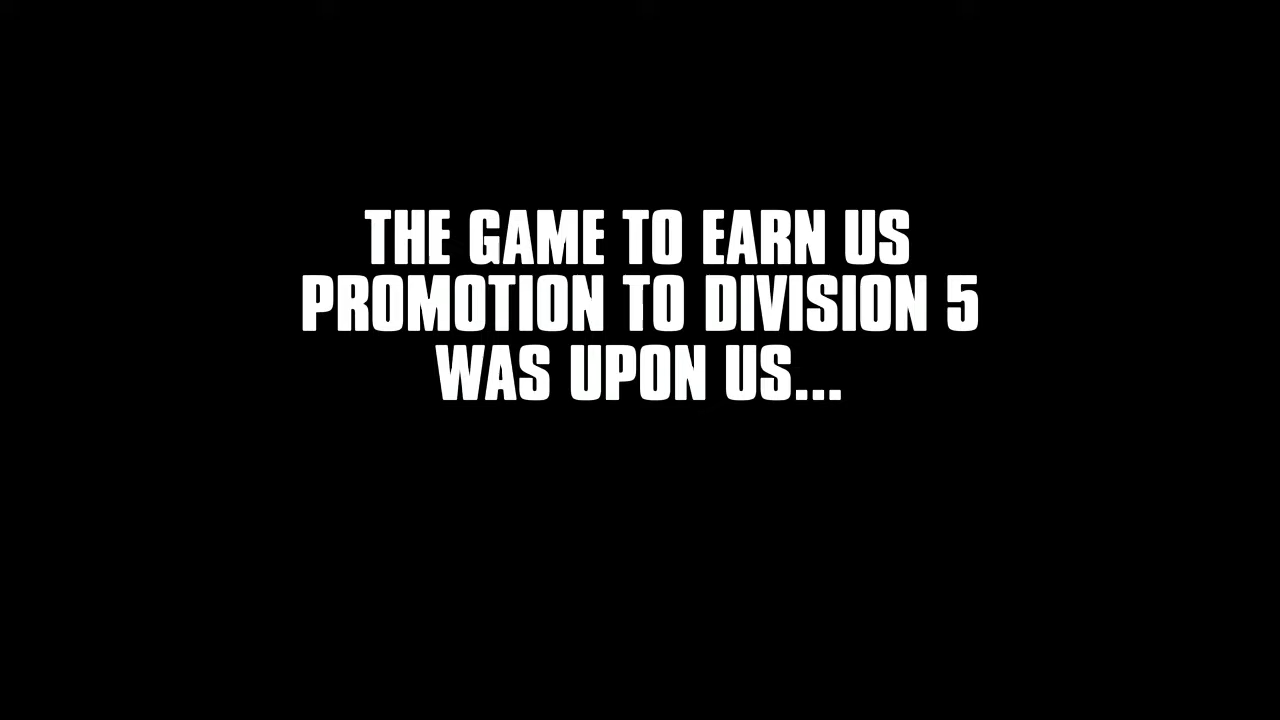 THE GAME TO EARN US
PROMOTION TO DIVISION 5
WAS UPON US...